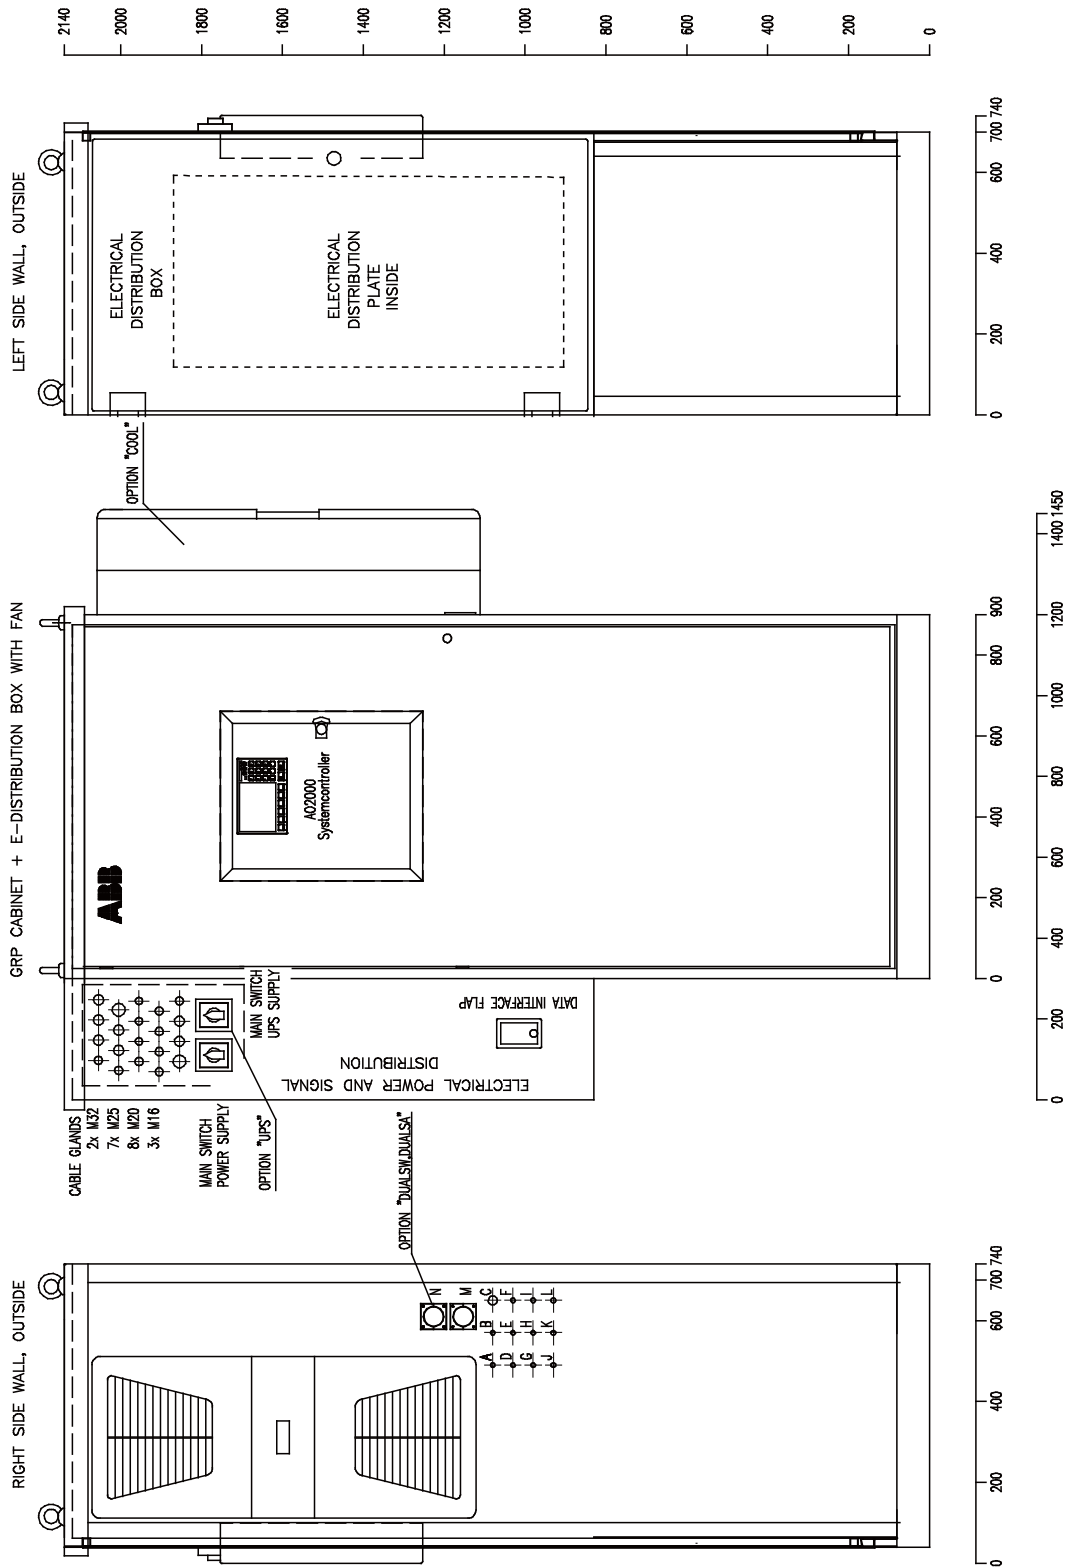 RIGHT SIDE WALL, OUTSIDE
GRP CABINET + E-DISTRIBUTION BOX WITH FAN
LEFT SIDE WALL, OUTSIDE
N
M
A B C
D E F
G H I
J K L
OPTION "DUALSW,DUALSA"
0 200 400 600 700 740
CABLE GLANDS
2x M32
7x M25
8x M20
3x M16
MAIN SWITCH
POWER SUPPLY
OPTION "UPS"
MAIN SWITCH
UPS SUPPLY
ELECTRICAL POWER AND SIGNAL
DISTRIBUTION
DATA INTERFACE FLAP
ABB
AO2000
Systemcontroller
OPTION "COOL"
0 200 400 600 800 900
0 200 400 600 800 1000 1200 1400 1450
ELECTRICAL
DISTRIBUTION
BOX
ELECTRICAL
DISTRIBUTION
PLATE
INSIDE
0 200 400 600 700 740
2140
2000
1800
1600
1400
1200
1000
800
600
400
200
0